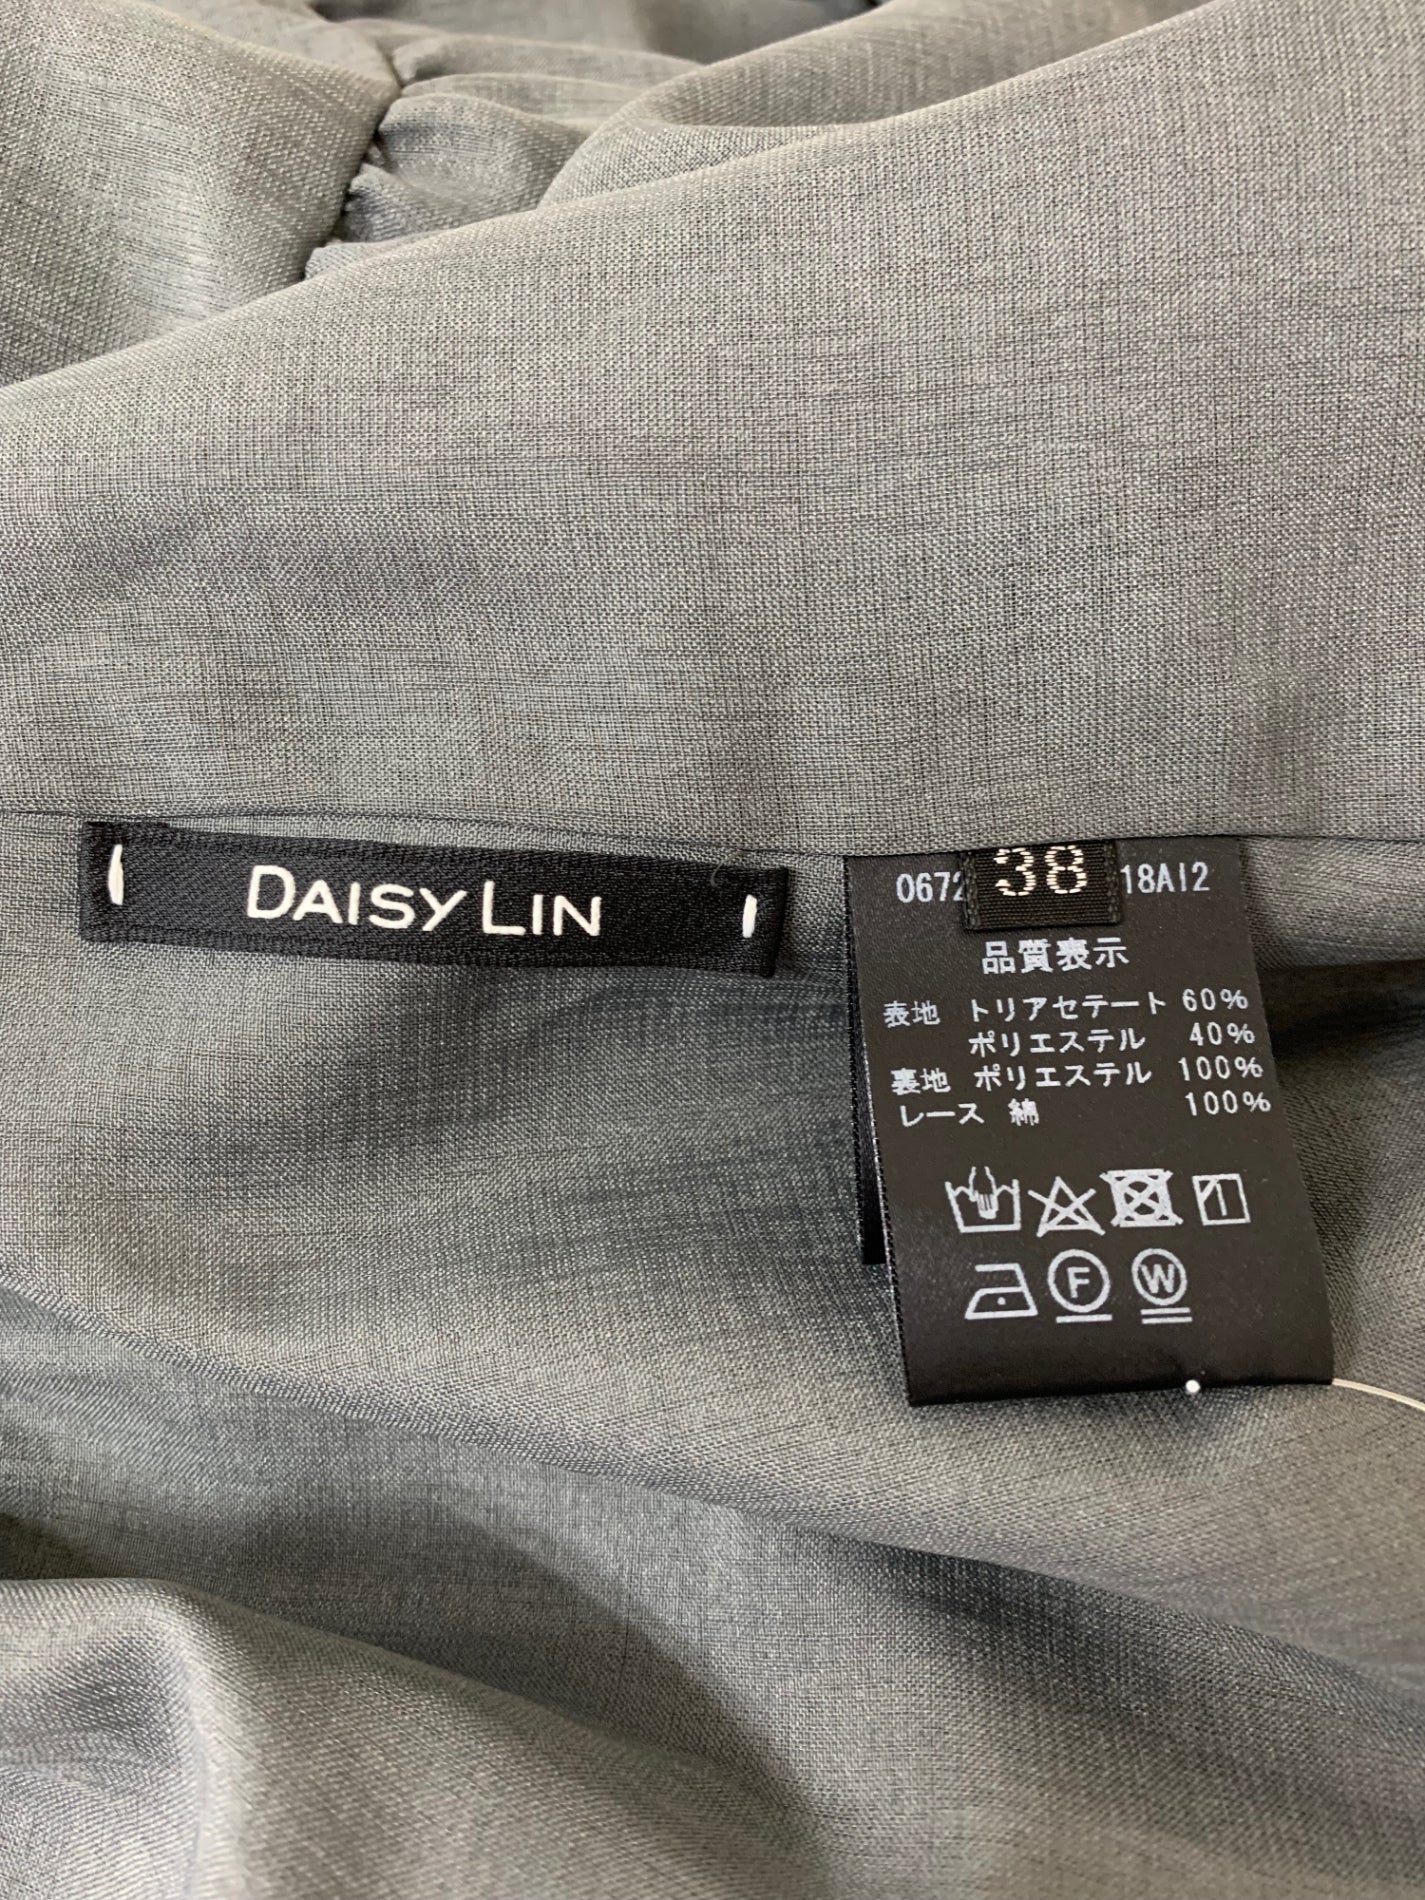 DAISY LIN
38
0672 18AI2
品質表示
表地 トリアセテート 60%
ポリエステル 40%
裏地 ポリエステル 100%
レース 綿 100%
F W